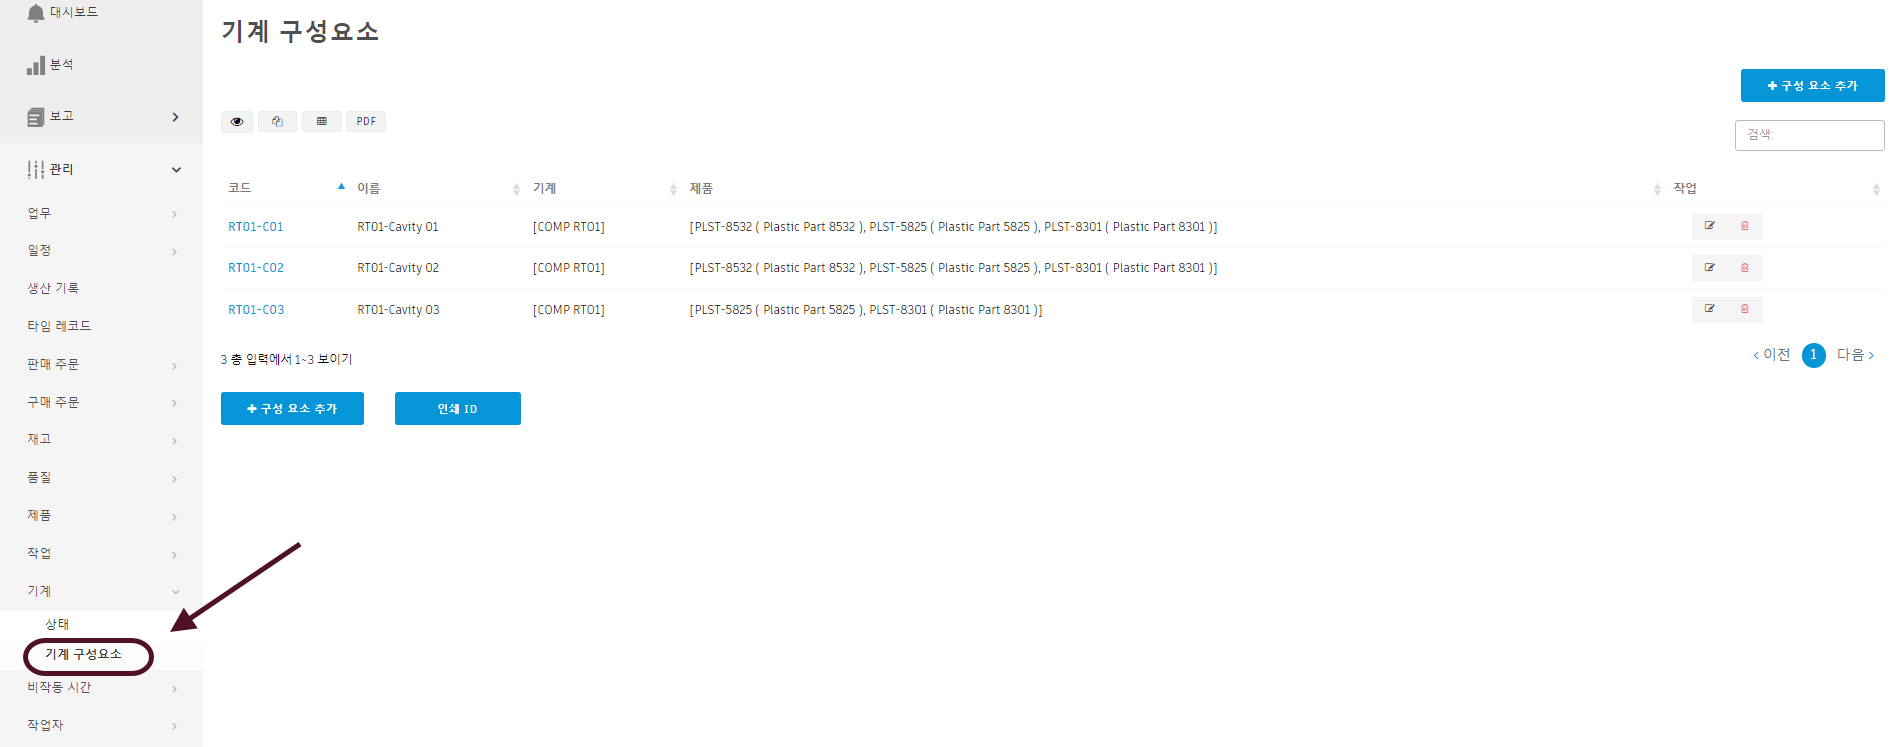 대시보드
분석
보고
관리
업무
일정
생산 기록
타임 레코드
판매 주문
구매 주문
재고
품질
제품
작업
기계
상태
기계 구성요소
비작동 시간
작업자
기계 구성요소
+ 구성 요소 추가
PDF
검색:
코드 이름 기계 제품 작업
RT01-C01 RT01-Cavity 01 [COMP RT01] [PLST-8532 ( Plastic Part 8532 ), PLST-5825 ( Plastic Part 5825 ), PLST-8301 ( Plastic Part 8301 )]
RT01-C02 RT01-Cavity 02 [COMP RT01] [PLST-8532 ( Plastic Part 8532 ), PLST-5825 ( Plastic Part 5825 ), PLST-8301 ( Plastic Part 8301 )]
RT01-C03 RT01-Cavity 03 [COMP RT01] [PLST-5825 ( Plastic Part 5825 ), PLST-8301 ( Plastic Part 8301 )]
3 총 입력에서 1~3 보이기
‹ 이전 1 다음 ›
+ 구성 요소 추가 인쇄 ID